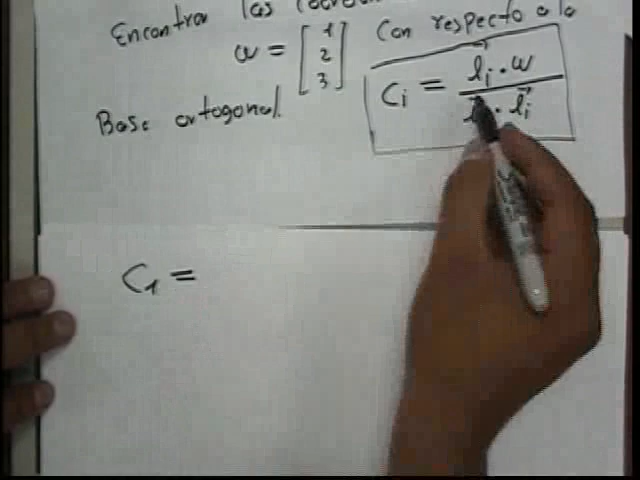 Encontrar las
w = [1 2 3] Con respecto a la
Base ortogonal.
Ci = li · w / li · li
C1 =